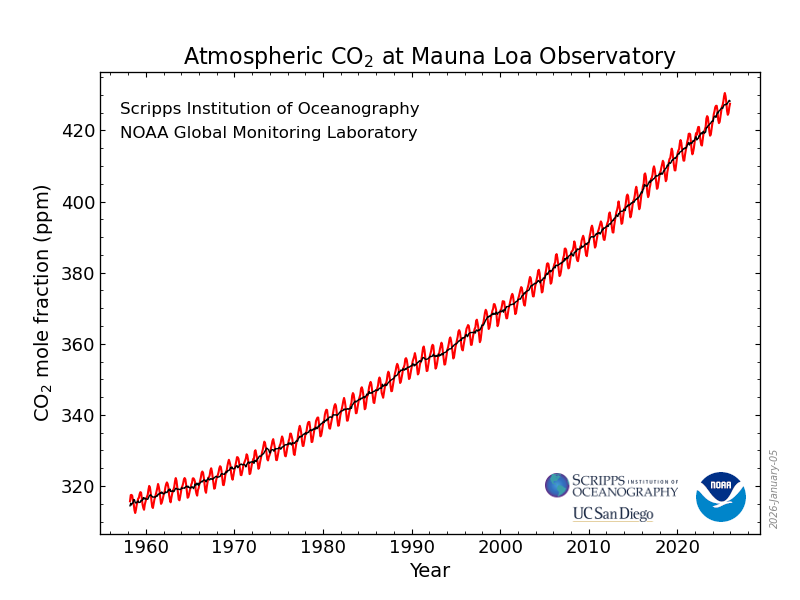 Atmospheric CO₂ at Mauna Loa Observatory
Scripps Institution of Oceanography
NOAA Global Monitoring Laboratory
CO₂ mole fraction (ppm)
420
400
380
360
340
320
SCRIPPS INSTITUTION OF
OCEANOGRAPHY
UC San Diego
NOAA
2026-January-05
1960 1970 1980 1990 2000 2010 2020
Year